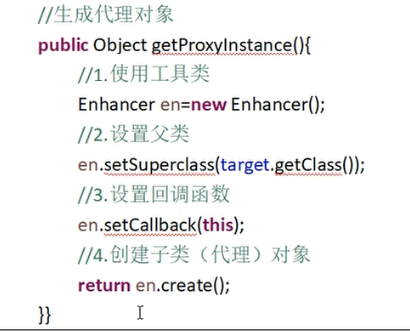 //生成代理对象
public Object getProxyInstance(){
//1.使用工具类
Enhancer en=new Enhancer();
//2.设置父类
en.setSuperclass(target.getClass());
//3.设置回调函数
en.setCallback(this);
//4.创建子类（代理）对象
return en.create();
}}